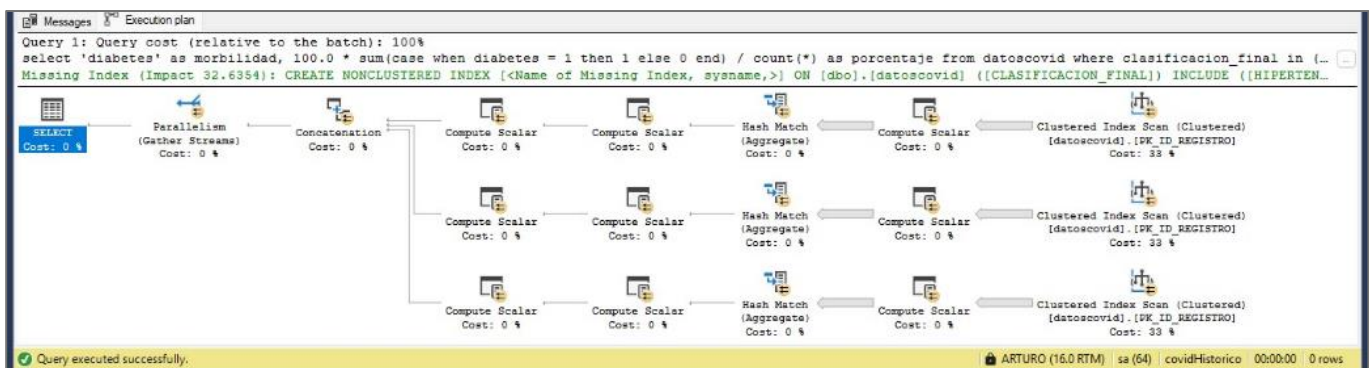 Messages Execution plan
Query 1: Query cost (relative to the batch): 100%
select 'diabetes' as morbilidad, 100.0 * sum(case when diabetes = 1 then 1 else 0 end) / count(*) as porcentaje from datoscovid where clasificacion_final in (… ...
Missing Index (Impact 32.6354): CREATE NONCLUSTERED INDEX [<Name of Missing Index, sysname,>] ON [dbo].[datoscovid] ([CLASIFICACION_FINAL]) INCLUDE ([HIPERTEN…
SELECT
Cost: 0 %
Parallelism
(Gather Streams)
Cost: 0 %
Concatenation
Cost: 0 %
Compute Scalar
Cost: 0 %
Compute Scalar
Cost: 0 %
Hash Match
(Aggregate)
Cost: 0 %
Compute Scalar
Cost: 0 %
Clustered Index Scan (Clustered)
[datoscovid].[PK_ID_REGISTRO]
Cost: 33 %
Compute Scalar
Cost: 0 %
Compute Scalar
Cost: 0 %
Hash Match
(Aggregate)
Cost: 0 %
Compute Scalar
Cost: 0 %
Clustered Index Scan (Clustered)
[datoscovid].[PK_ID_REGISTRO]
Cost: 33 %
Compute Scalar
Cost: 0 %
Compute Scalar
Cost: 0 %
Hash Match
(Aggregate)
Cost: 0 %
Compute Scalar
Cost: 0 %
Clustered Index Scan (Clustered)
[datoscovid].[PK_ID_REGISTRO]
Cost: 33 %
Query executed successfully. ARTURO (16.0 RTM) sa (64) covidHistorico 00:00:00 0 rows